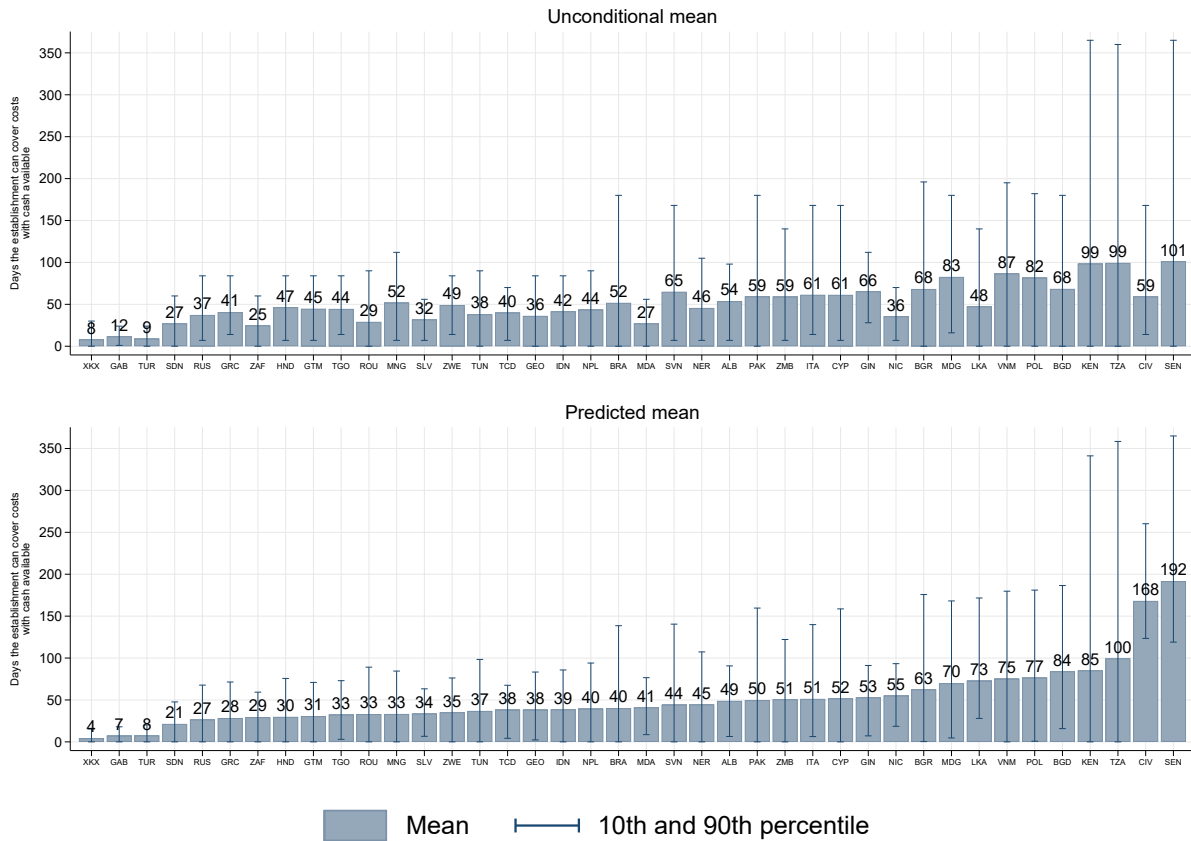 Unconditional mean
Days the establishment can cover costs
with cash available
350
300
250
200
150
100
50
0
8 12 9 27 37 41 25 47 45 44 29 52 32 49 38 40 36 42 44 52 27 65 46 54 59 59 61 61 66 36 68 83 48 87 82 68 99 99 59 101
XKX GAB TUR SDN RUS GRC ZAF HND GTM TGO ROU MNG SLV ZWE TUN TCD GEO IDN NPL BRA MDA SVN NER ALB PAK ZMB ITA CYP GIN NIC BGR MDG LKA VNM POL BGD KEN TZA CIV SEN
Predicted mean
Days the establishment can cover costs
with cash available
350
300
250
200
150
100
50
0
4 7 8 21 27 28 29 30 31 33 33 33 34 35 37 38 38 39 40 40 41 44 45 49 50 51 51 52 53 55 63 70 73 75 77 84 85 100 168 192
XKX GAB TUR SDN RUS GRC ZAF HND GTM TGO ROU MNG SLV ZWE TUN TCD GEO IDN NPL BRA MDA SVN NER ALB PAK ZMB ITA CYP GIN NIC BGR MDG LKA VNM POL BGD KEN TZA CIV SEN
Mean 10th and 90th percentile